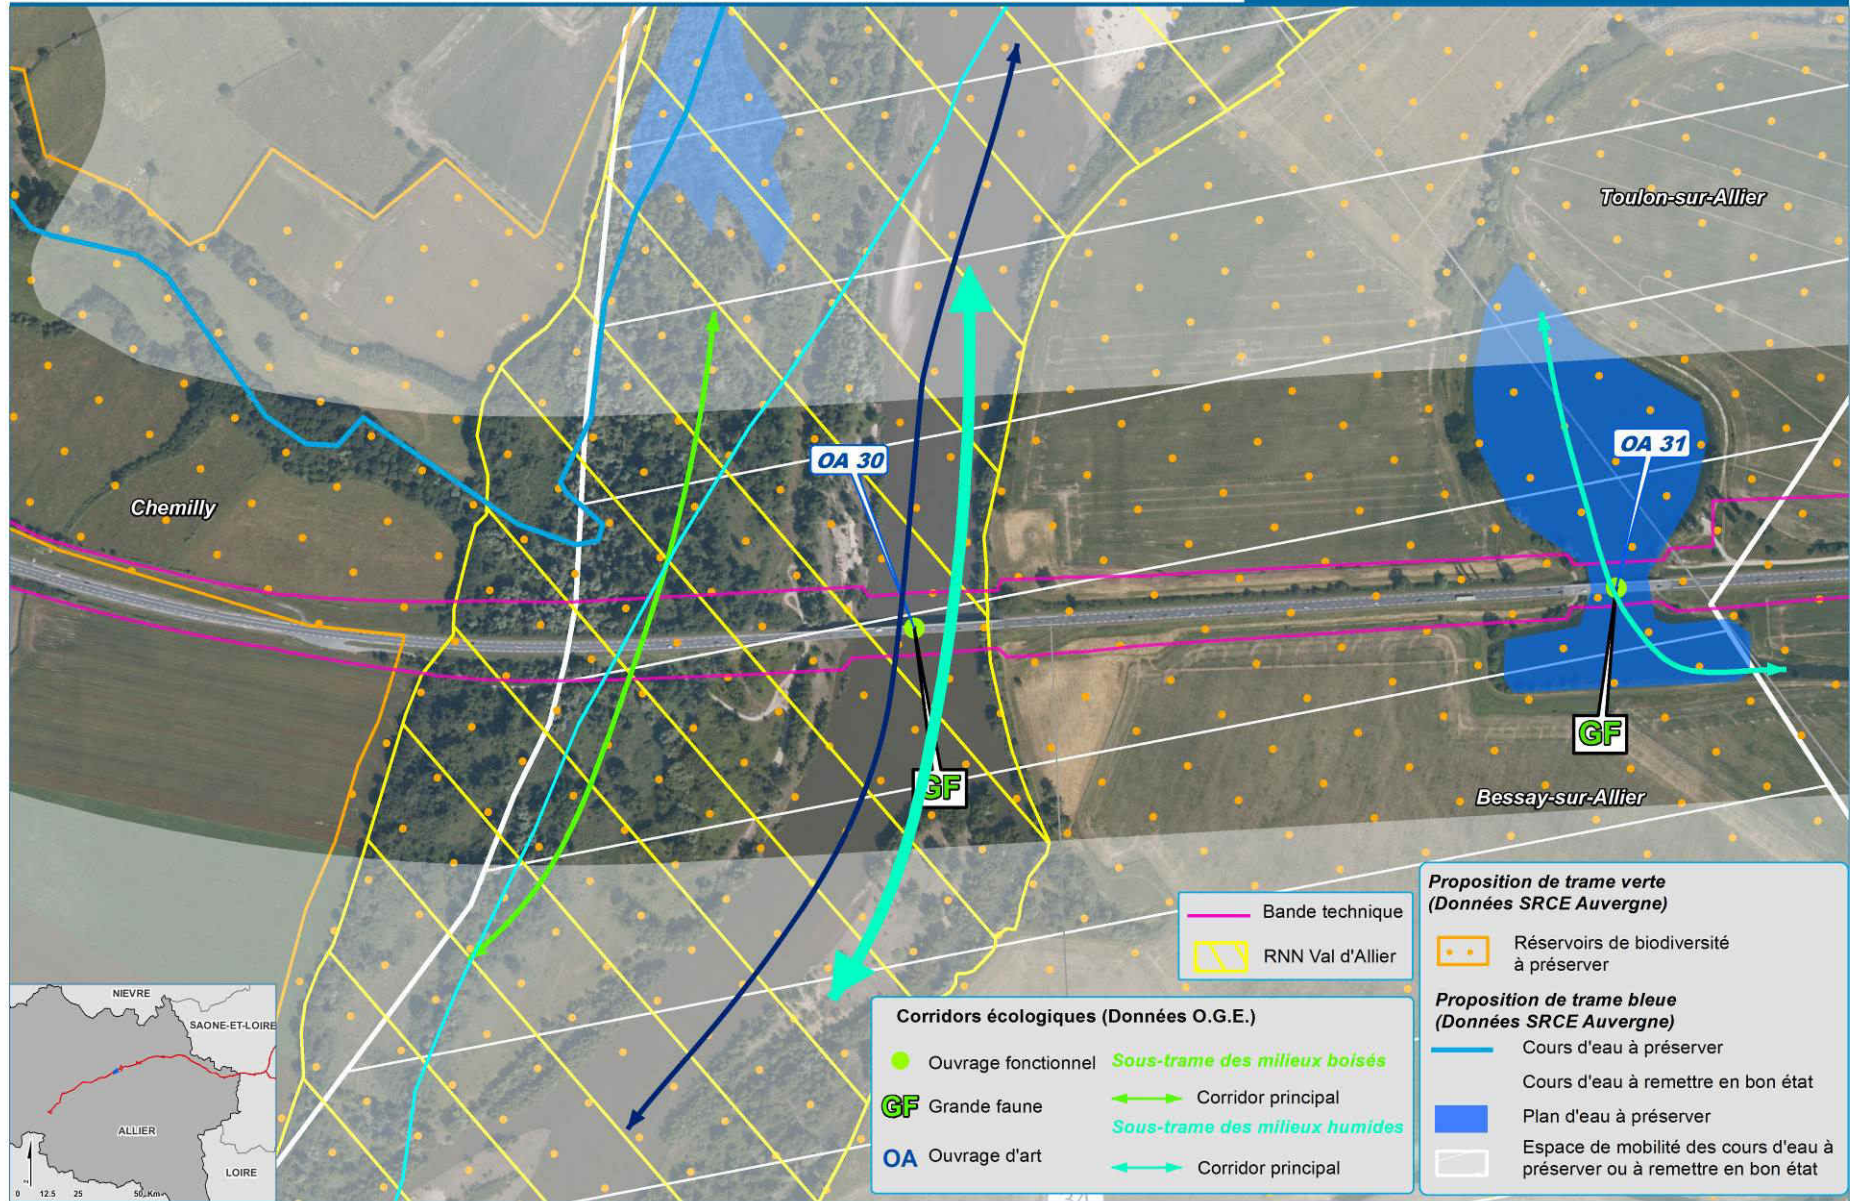 Toulon-sur-Allier
OA 30
OA 31
Chemilly
GF
GF
Bessay-sur-Allier
Bande technique
RNN Val d'Allier
Proposition de trame verte
(Données SRCE Auvergne)
Réservoirs de biodiversité
à préserver
Proposition de trame bleue
(Données SRCE Auvergne)
Cours d'eau à préserver
Cours d'eau à remettre en bon état
Plan d'eau à préserver
Espace de mobilité des cours d'eau à
préserver ou à remettre en bon état
Corridors écologiques (Données O.G.E.)
Ouvrage fonctionnel
GF Grande faune
OA Ouvrage d'art
Sous-trame des milieux boisés
Corridor principal
Sous-trame des milieux humides
Corridor principal
NIEVRE
SAONE-ET-LOIRE
ALLIER
LOIRE
0 12.5 25 50 Km